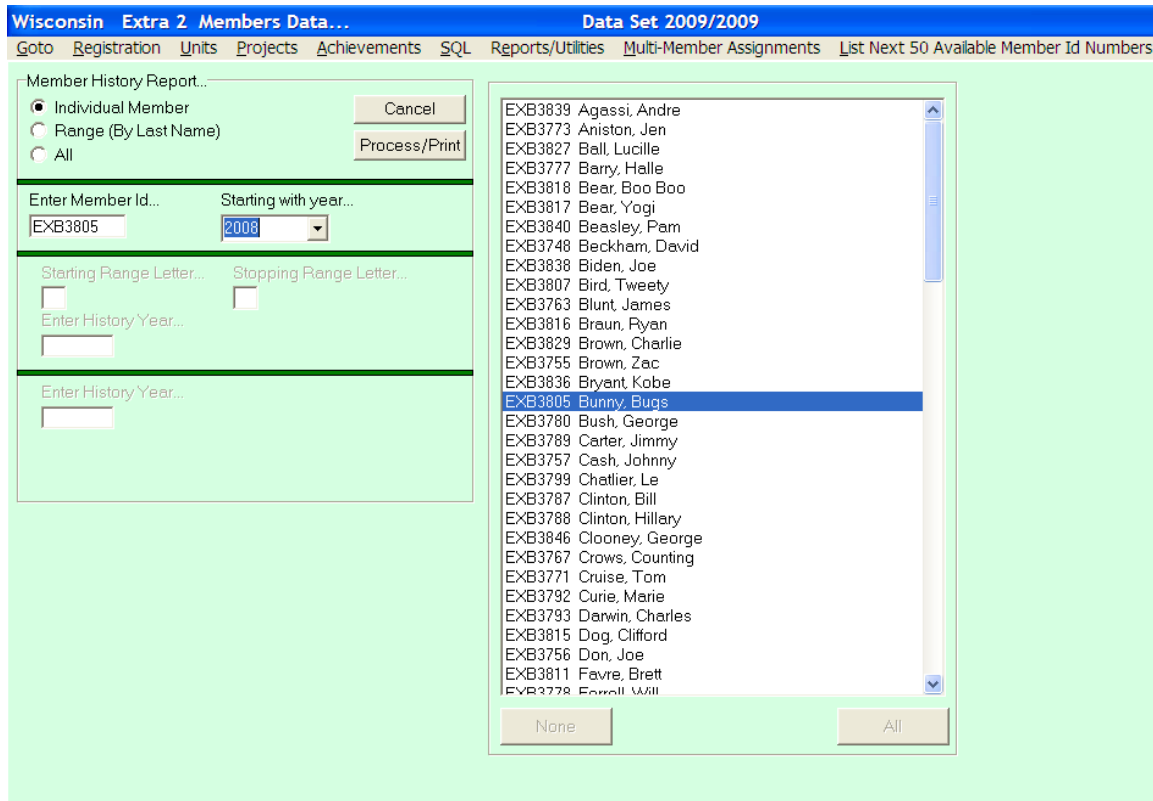 Wisconsin Extra 2 Members Data... Data Set 2009/2009
Goto Registration Units Projects Achievements SQL Reports/Utilities Multi-Member Assignments List Next 50 Available Member Id Numbers
Member History Report...
Individual Member
Range (By Last Name)
All
Cancel
Process/Print
Enter Member Id... Starting with year...
EXB3805 2008
Starting Range Letter... Stopping Range Letter...
Enter History Year...
Enter History Year...
EXB3839 Agassi, Andre
EXB3773 Aniston, Jen
EXB3827 Ball, Lucille
EXB3777 Barry, Halle
EXB3818 Bear, Boo Boo
EXB3817 Bear, Yogi
EXB3840 Beasley, Pam
EXB3748 Beckham, David
EXB3838 Biden, Joe
EXB3807 Bird, Tweety
EXB3763 Blunt, James
EXB3816 Braun, Ryan
EXB3829 Brown, Charlie
EXB3755 Brown, Zac
EXB3836 Bryant, Kobe
EXB3805 Bunny, Bugs
EXB3780 Bush, George
EXB3789 Carter, Jimmy
EXB3757 Cash, Johnny
EXB3799 Chatlier, Le
EXB3787 Clinton, Bill
EXB3788 Clinton, Hillary
EXB3846 Clooney, George
EXB3767 Crows, Counting
EXB3771 Cruise, Tom
EXB3792 Curie, Marie
EXB3793 Darwin, Charles
EXB3815 Dog, Clifford
EXB3756 Don, Joe
EXB3811 Favre, Brett
EXB3778 Ferrell, Will
None All